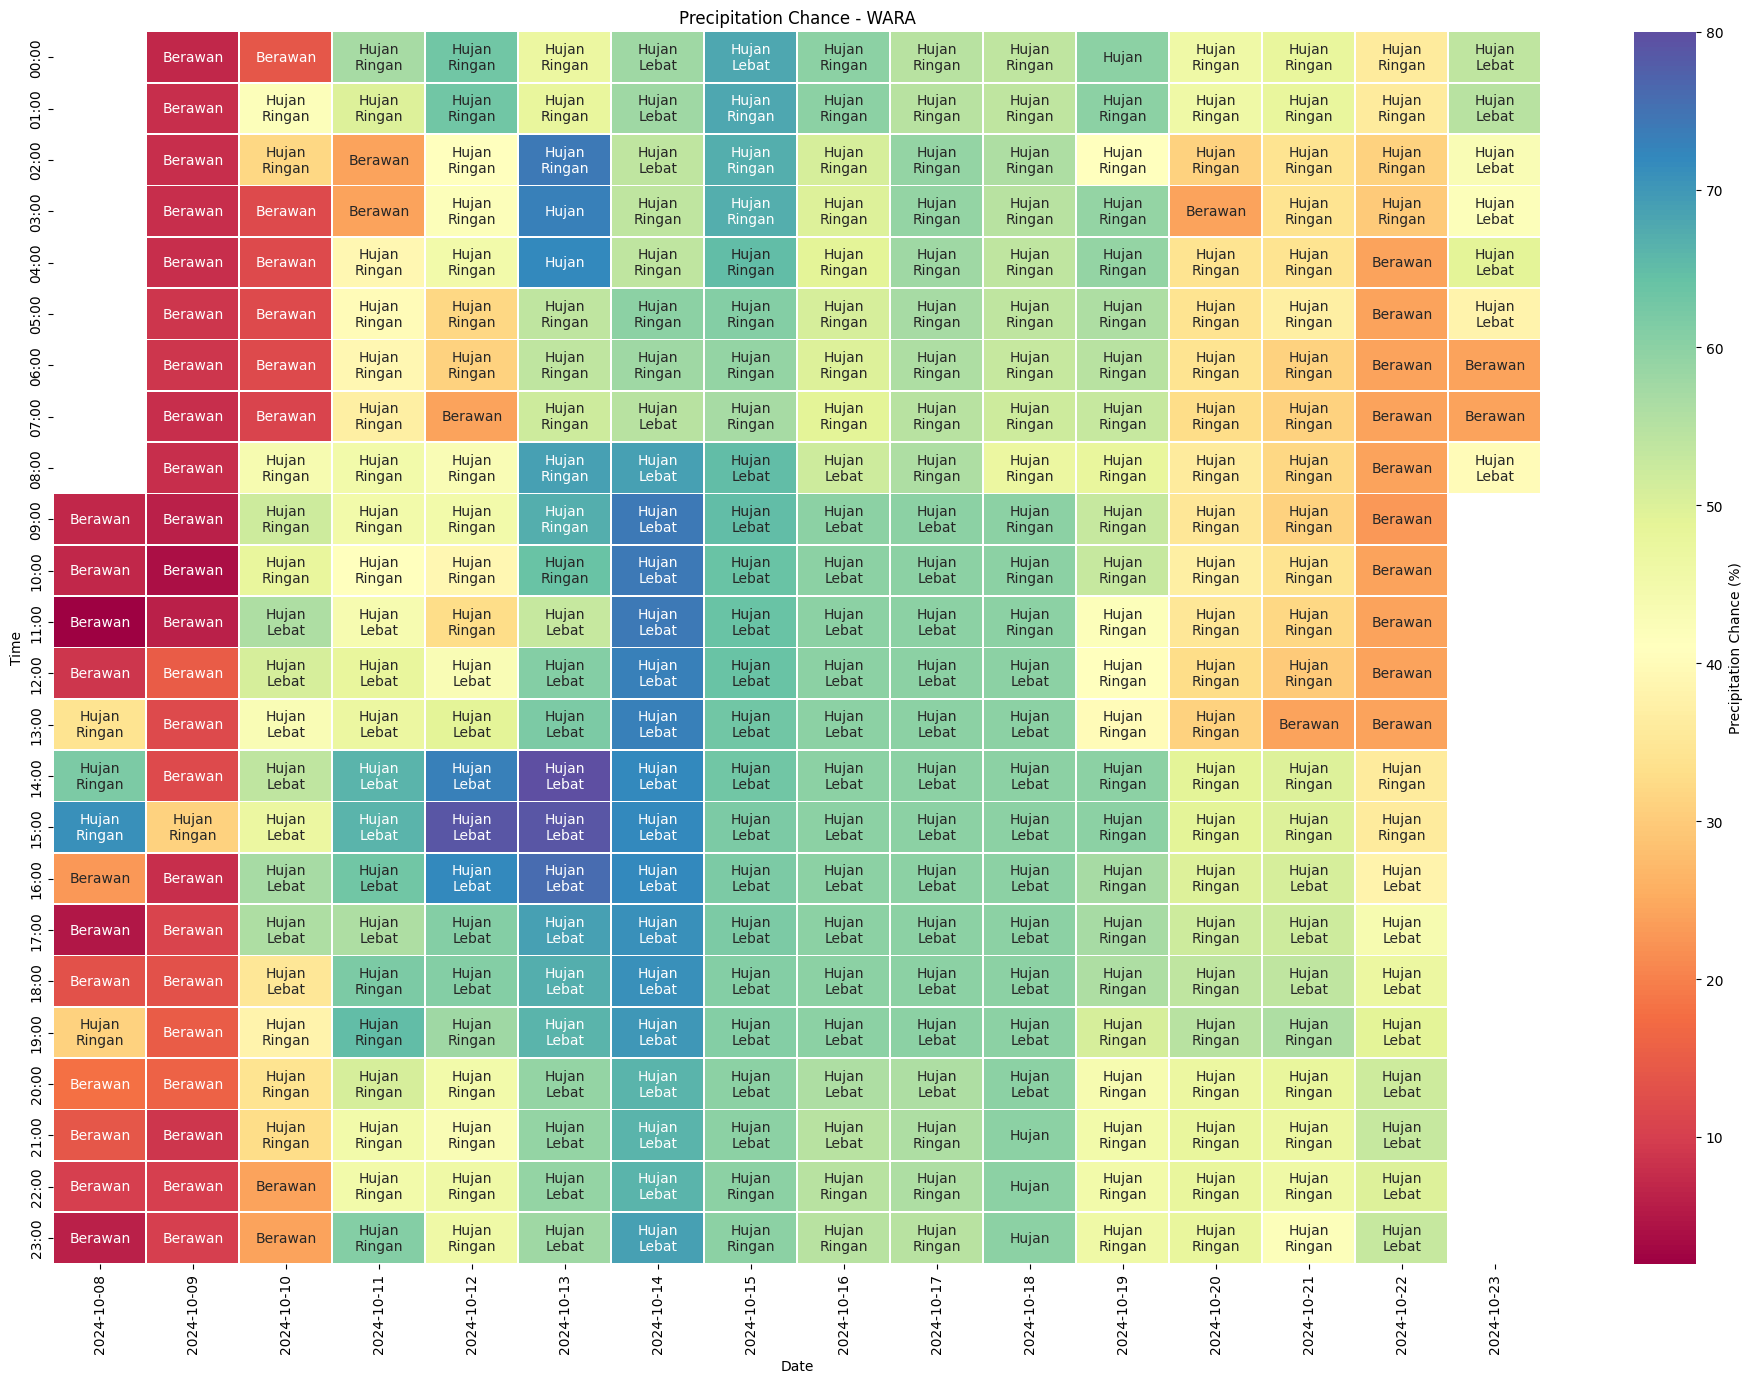 Precipitation Chance - WARA
00:00 Berawan Berawan Hujan Ringan Hujan Ringan Hujan Ringan Hujan Lebat Hujan Lebat Hujan Ringan Hujan Ringan Hujan Ringan Hujan Hujan Ringan Hujan Ringan Hujan Ringan Hujan Lebat
01:00 Berawan Hujan Ringan Hujan Ringan Hujan Ringan Hujan Ringan Hujan Lebat Hujan Ringan Hujan Ringan Hujan Ringan Hujan Ringan Hujan Ringan Hujan Ringan Hujan Ringan Hujan Ringan Hujan Lebat
02:00 Berawan Hujan Ringan Berawan Hujan Ringan Hujan Ringan Hujan Lebat Hujan Ringan Hujan Ringan Hujan Ringan Hujan Ringan Hujan Ringan Hujan Ringan Hujan Ringan Hujan Ringan Hujan Lebat
03:00 Berawan Berawan Berawan Hujan Ringan Hujan Hujan Ringan Hujan Ringan Hujan Ringan Hujan Ringan Hujan Ringan Hujan Ringan Berawan Hujan Ringan Hujan Ringan Hujan Lebat
04:00 Berawan Berawan Hujan Ringan Hujan Ringan Hujan Hujan Ringan Hujan Ringan Hujan Ringan Hujan Ringan Hujan Ringan Hujan Ringan Hujan Ringan Hujan Ringan Berawan Hujan Lebat
05:00 Berawan Berawan Hujan Ringan Hujan Ringan Hujan Ringan Hujan Ringan Hujan Ringan Hujan Ringan Hujan Ringan Hujan Ringan Hujan Ringan Hujan Ringan Hujan Ringan Berawan Hujan Lebat
06:00 Berawan Berawan Hujan Ringan Hujan Ringan Hujan Ringan Hujan Ringan Hujan Ringan Hujan Ringan Hujan Ringan Hujan Ringan Hujan Ringan Hujan Ringan Hujan Ringan Berawan Berawan
07:00 Berawan Berawan Hujan Ringan Berawan Hujan Ringan Hujan Lebat Hujan Ringan Hujan Ringan Hujan Ringan Hujan Ringan Hujan Ringan Hujan Ringan Hujan Ringan Berawan Berawan
08:00 Berawan Hujan Ringan Hujan Ringan Hujan Ringan Hujan Ringan Hujan Lebat Hujan Lebat Hujan Lebat Hujan Ringan Hujan Ringan Hujan Ringan Hujan Ringan Hujan Ringan Berawan Hujan Lebat
09:00 Berawan Berawan Hujan Ringan Hujan Ringan Hujan Ringan Hujan Ringan Hujan Lebat Hujan Lebat Hujan Lebat Hujan Lebat Hujan Ringan Hujan Ringan Hujan Ringan Hujan Ringan Berawan
10:00 Berawan Berawan Hujan Ringan Hujan Ringan Hujan Ringan Hujan Ringan Hujan Lebat Hujan Lebat Hujan Lebat Hujan Lebat Hujan Ringan Hujan Ringan Hujan Ringan Hujan Ringan Berawan
11:00 Berawan Berawan Hujan Lebat Hujan Lebat Hujan Ringan Hujan Lebat Hujan Lebat Hujan Lebat Hujan Lebat Hujan Lebat Hujan Ringan Hujan Ringan Hujan Ringan Hujan Ringan Berawan
12:00 Berawan Berawan Hujan Lebat Hujan Lebat Hujan Lebat Hujan Lebat Hujan Lebat Hujan Lebat Hujan Lebat Hujan Lebat Hujan Lebat Hujan Ringan Hujan Ringan Hujan Ringan Berawan
13:00 Hujan Ringan Berawan Hujan Lebat Hujan Lebat Hujan Lebat Hujan Lebat Hujan Lebat Hujan Lebat Hujan Lebat Hujan Lebat Hujan Lebat Hujan Ringan Hujan Ringan Berawan Berawan
14:00 Hujan Ringan Berawan Hujan Lebat Hujan Lebat Hujan Lebat Hujan Lebat Hujan Lebat Hujan Lebat Hujan Lebat Hujan Lebat Hujan Lebat Hujan Ringan Hujan Ringan Hujan Ringan Hujan Ringan
15:00 Hujan Ringan Hujan Ringan Hujan Lebat Hujan Lebat Hujan Lebat Hujan Lebat Hujan Lebat Hujan Lebat Hujan Lebat Hujan Lebat Hujan Lebat Hujan Ringan Hujan Ringan Hujan Ringan Hujan Ringan
16:00 Berawan Berawan Hujan Lebat Hujan Lebat Hujan Lebat Hujan Lebat Hujan Lebat Hujan Lebat Hujan Lebat Hujan Lebat Hujan Lebat Hujan Ringan Hujan Ringan Hujan Lebat Hujan Lebat
17:00 Berawan Berawan Hujan Lebat Hujan Lebat Hujan Lebat Hujan Lebat Hujan Lebat Hujan Lebat Hujan Lebat Hujan Lebat Hujan Lebat Hujan Ringan Hujan Ringan Hujan Lebat Hujan Lebat
18:00 Berawan Berawan Hujan Lebat Hujan Ringan Hujan Lebat Hujan Lebat Hujan Lebat Hujan Lebat Hujan Lebat Hujan Lebat Hujan Lebat Hujan Ringan Hujan Ringan Hujan Lebat Hujan Lebat
19:00 Hujan Ringan Berawan Hujan Ringan Hujan Ringan Hujan Ringan Hujan Lebat Hujan Lebat Hujan Lebat Hujan Lebat Hujan Lebat Hujan Lebat Hujan Ringan Hujan Ringan Hujan Ringan Hujan Lebat
20:00 Berawan Berawan Hujan Ringan Hujan Ringan Hujan Ringan Hujan Lebat Hujan Lebat Hujan Lebat Hujan Lebat Hujan Lebat Hujan Lebat Hujan Ringan Hujan Ringan Hujan Ringan Hujan Lebat
21:00 Berawan Berawan Hujan Ringan Hujan Ringan Hujan Ringan Hujan Lebat Hujan Lebat Hujan Lebat Hujan Lebat Hujan Ringan Hujan Hujan Ringan Hujan Ringan Hujan Ringan Hujan Lebat
22:00 Berawan Berawan Berawan Hujan Ringan Hujan Ringan Hujan Lebat Hujan Lebat Hujan Ringan Hujan Ringan Hujan Ringan Hujan Hujan Ringan Hujan Ringan Hujan Ringan Hujan Lebat
23:00 Berawan Berawan Berawan Hujan Ringan Hujan Ringan Hujan Lebat Hujan Lebat Hujan Ringan Hujan Ringan Hujan Ringan Hujan Hujan Ringan Hujan Ringan Hujan Ringan Hujan Lebat
2024-10-08 2024-10-09 2024-10-10 2024-10-11 2024-10-12 2024-10-13 2024-10-14 2024-10-15 2024-10-16 2024-10-17 2024-10-18 2024-10-19 2024-10-20 2024-10-21 2024-10-22 2024-10-23
Date
Time
80
70
60
50
40
30
20
10
Precipitation Chance (%)